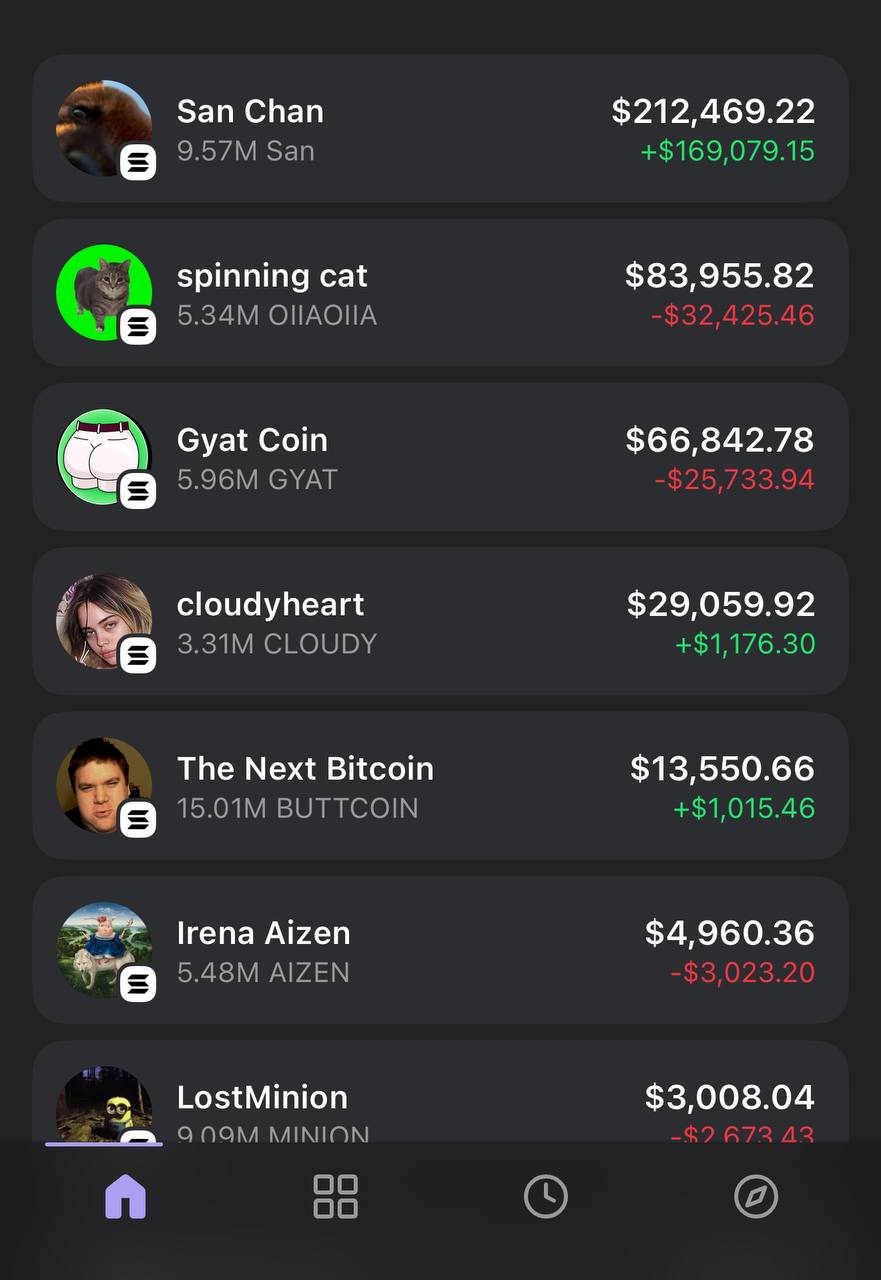 San Chan
$212,469.22
9.57M San
+$169,079.15
spinning cat
$83,955.82
5.34M OIIAOIIA
-$32,425.46
Gyat Coin
$66,842.78
5.96M GYAT
-$25,733.94
cloudyheart
$29,059.92
3.31M CLOUDY
+$1,176.30
The Next Bitcoin
$13,550.66
15.01M BUTTCOIN
+$1,015.46
Irena Aizen
$4,960.36
5.48M AIZEN
-$3,023.20
LostMinion
$3,008.04
9.09M MINION
-$2,673.43